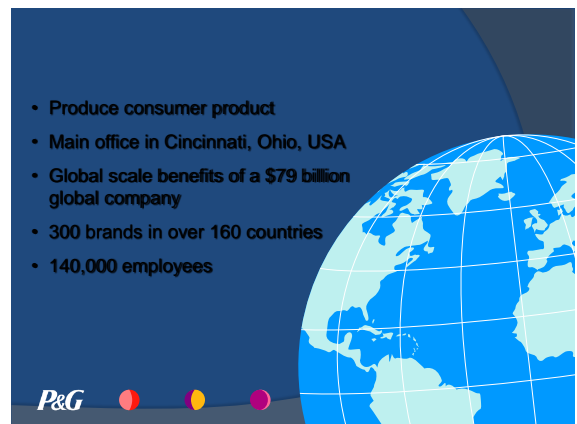 • Produce consumer product
• Main office in Cincinnati, Ohio, USA
• Global scale benefits of a $79 billlion
global company
• 300 brands in over 160 countries
• 140,000 employees
P&G